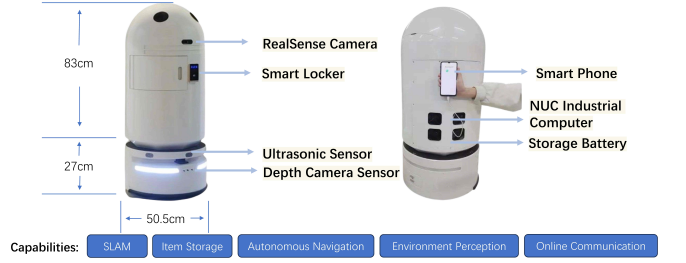 83cm
27cm
50.5cm
RealSense Camera
Smart Locker
Ultrasonic Sensor
Depth Camera Sensor
Smart Phone
NUC Industrial
Computer
Storage Battery
Capabilities: SLAM Item Storage Autonomous Navigation Environment Perception Online Communication